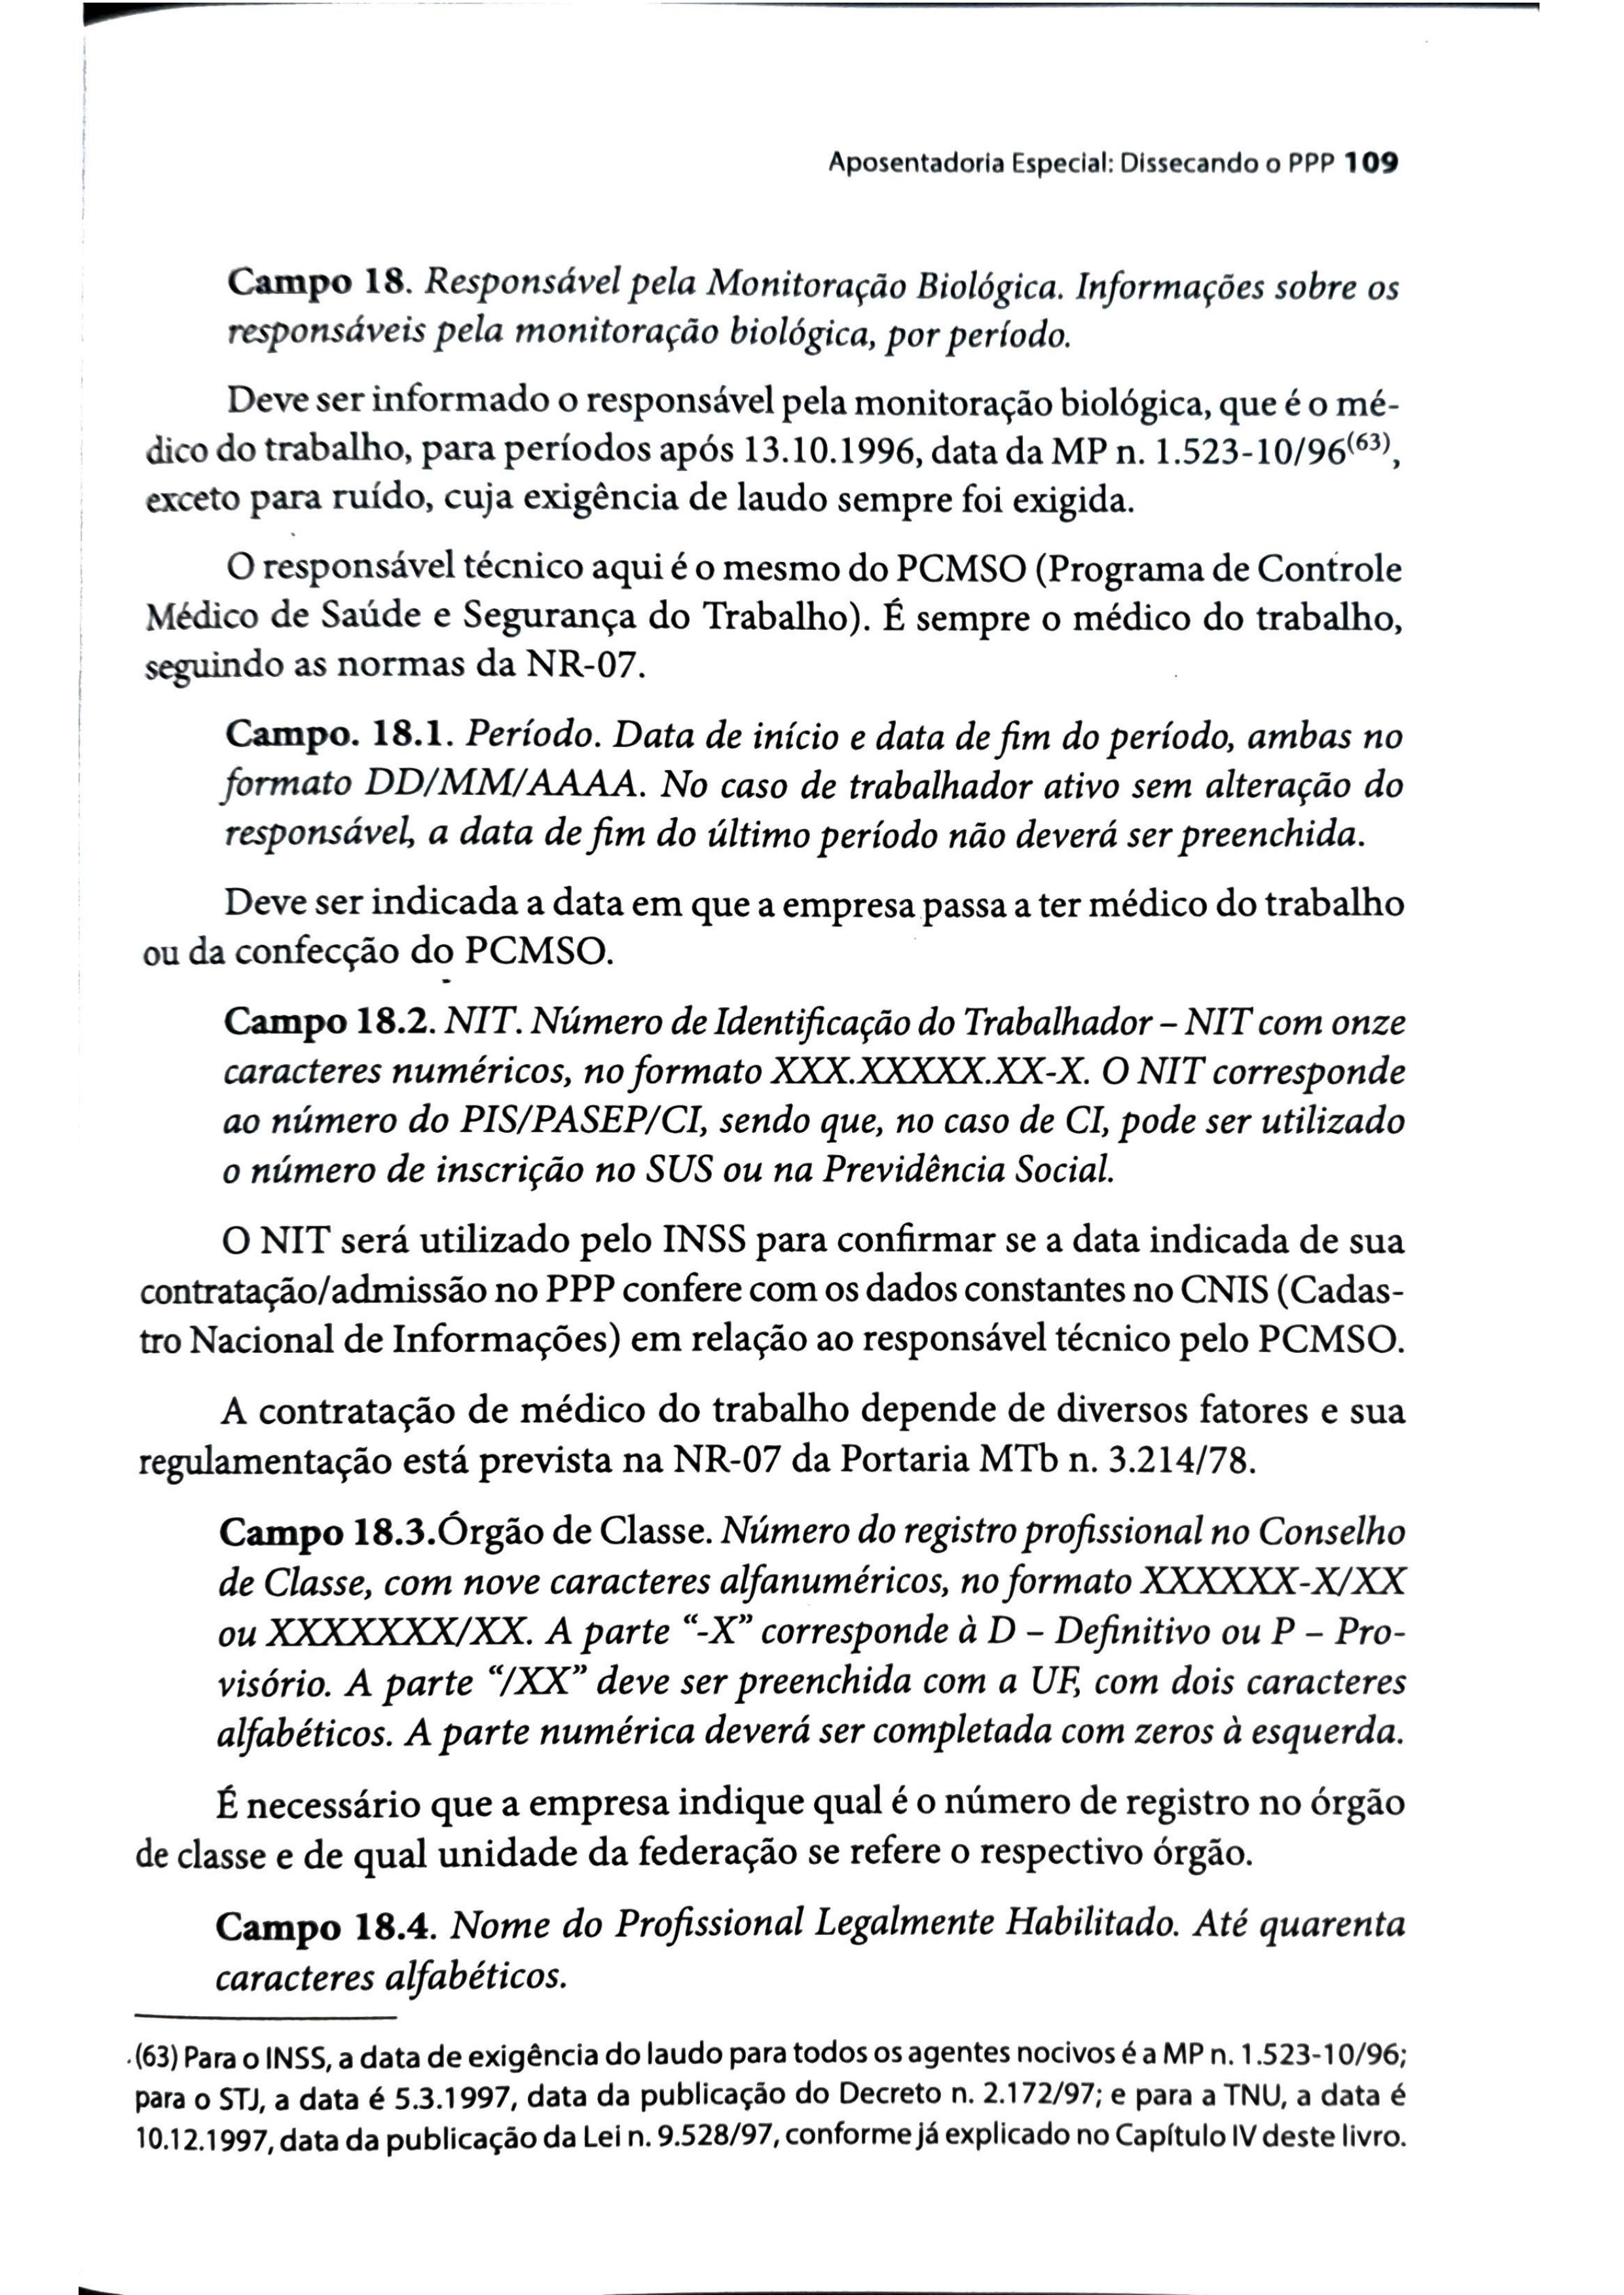 Aposentadoria Especial: Dissecando o PPP 109
Campo 18. Responsável pela Monitoração Biológica. Informações sobre os
responsáveis pela monitoração biológica, por período.
Deve ser informado o responsável pela monitoração biológica, que é o mé-
dico do trabalho, para períodos após 13.10.1996, data da MP n. 1.523-10/96(63),
exceto para ruído, cuja exigência de laudo sempre foi exigida.
O responsável técnico aqui é o mesmo do PCMSO (Programa de Controle
Médico de Saúde e Segurança do Trabalho). É sempre o médico do trabalho,
seguindo as normas da NR-07.
Campo. 18.1. Período. Data de início e data de fim do período, ambas no
formato DD/MM/AAAA. No caso de trabalhador ativo sem alteração do
responsável, a data de fim do último período não deverá ser preenchida.
Deve ser indicada a data em que a empresa passa a ter médico do trabalho
ou da confecção do PCMSO.
Campo 18.2. NIT. Número de Identificação do Trabalhador – NIT com onze
caracteres numéricos, no formato XXX.XXXXX.XX-X. O NIT corresponde
ao número do PIS/PASEP/CI, sendo que, no caso de CI, pode ser utilizado
o número de inscrição no SUS ou na Previdência Social.
O NIT será utilizado pelo INSS para confirmar se a data indicada de sua
contratação/admissão no PPP confere com os dados constantes no CNIS (Cadas-
tro Nacional de Informações) em relação ao responsável técnico pelo PCMSO.
A contratação de médico do trabalho depende de diversos fatores e sua
regulamentação está prevista na NR-07 da Portaria MTb n. 3.214/78.
Campo 18.3.Órgão de Classe. Número do registro profissional no Conselho
de Classe, com nove caracteres alfanuméricos, no formato XXXXXX-X/XX
ou XXXXXXX/XX. A parte “-X” corresponde à D – Definitivo ou P – Pro-
visório. A parte “/XX” deve ser preenchida com a UF, com dois caracteres
alfabéticos. A parte numérica deverá ser completada com zeros à esquerda.
É necessário que a empresa indique qual é o número de registro no órgão
de classe e de qual unidade da federação se refere o respectivo órgão.
Campo 18.4. Nome do Profissional Legalmente Habilitado. Até quarenta
caracteres alfabéticos.
(63) Para o INSS, a data de exigência do laudo para todos os agentes nocivos é a MP n. 1.523-10/96;
para o STJ, a data é 5.3.1997, data da publicação do Decreto n. 2.172/97; e para a TNU, a data é
10.12.1997, data da publicação da Lei n. 9.528/97, conforme já explicado no Capítulo IV deste livro.